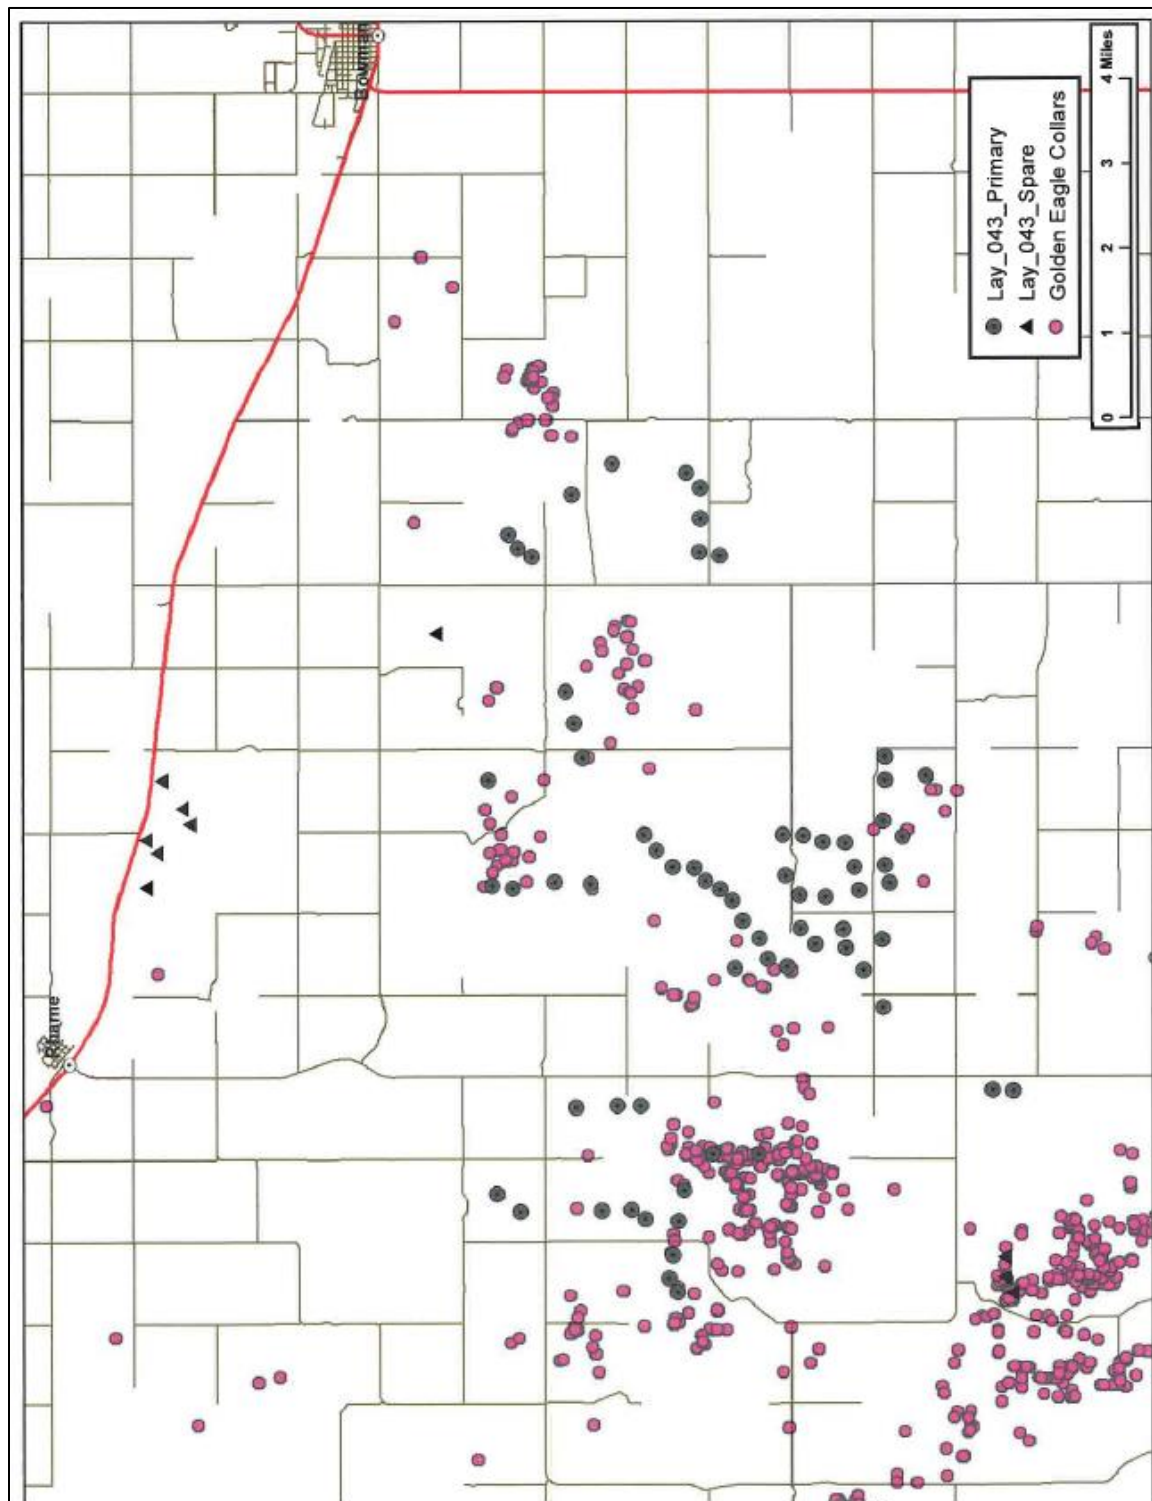 Bowman
Rhame
Lay_043_Primary
Lay_043_Spare
Golden Eagle Collars
0 1 2 3 4 Miles